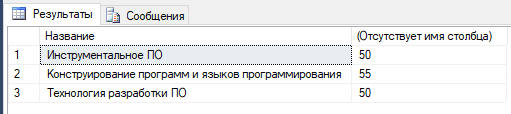 Результаты Сообщения
Название (Отсутствует имя столбца)
1 Инструментальное ПО 50
2 Конструирование программ и языков программирования 55
3 Технология разработки ПО 50